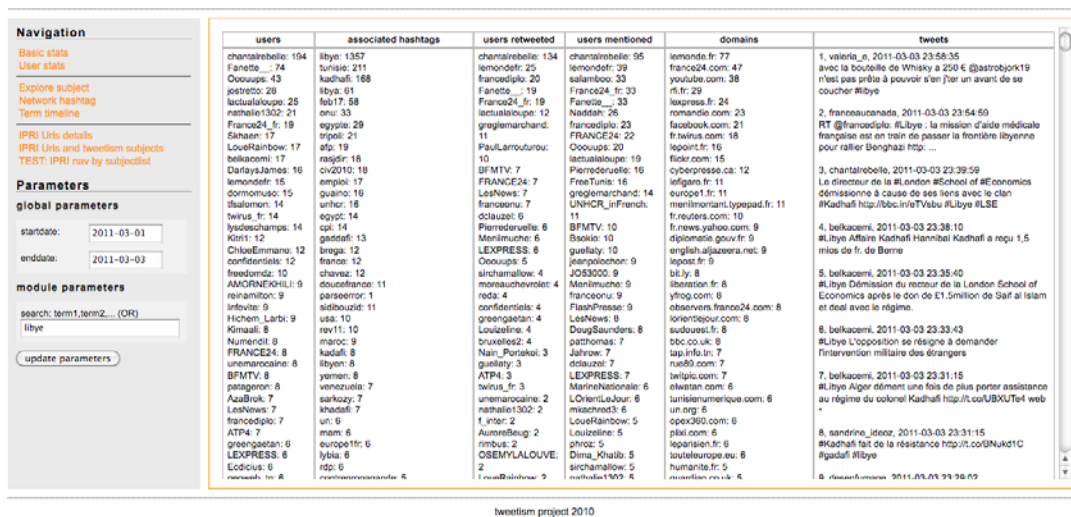 Navigation
Basic stats
User stats
Explore subject
Network hashtag
Term timeline
IPRI Urls details
IPRI Urls and tweetism subjects
TEST: IPRI nav by subjectlist
Parameters
global parameters
startdate: 2011-03-01
enddate: 2011-03-03
module parameters
search: term1,term2,... (OR)
libye
update parameters
users
chantalrebelle: 194
Fanette__: 74
Ooouups: 43
jostretto: 28
lactualaloupe: 25
nathalie1302: 21
France24_fr: 19
Skhaen: 17
LoueRainbow: 17
belkacemi: 17
DarlaysJames: 16
lemondefr: 15
dormomuso: 15
tfsalomon: 14
twirus_fr: 14
lysdeschamps: 14
Kitri1: 12
ChloeEmmano: 12
confidentiels: 12
freedomdz: 10
AMORNEKHILI: 9
reinamilton: 9
Infovite: 9
Hichem_Larbi: 9
Kimaali: 8
Numendil: 8
FRANCE24: 8
unemarocaine: 8
BFMTV: 8
patageron: 8
AzaBrok: 7
LesNews: 7
francediplo: 7
ATP4: 7
greengaetan: 6
LEXPRESS: 6
Ecdicius: 6
associated hashtags
libye: 1357
tunisie: 211
kadhafi: 168
libya: 61
feb17: 58
onu: 33
egypte: 29
tripoli: 21
afp: 19
rasjdir: 18
civ2010: 18
emploi: 17
guaino: 16
unhcr: 16
egypt: 14
cpi: 14
gaddafi: 13
brega: 12
france: 12
chavez: 12
doucefrance: 11
parseerror: 1
sidibouzid: 11
usa: 10
rev11: 10
maroc: 9
kadafi: 8
libyen: 8
yemen: 8
venezuela: 7
sarkozy: 7
khadafi: 7
un: 6
mam: 6
europe1fr: 6
lybia: 6
rdp: 6
contrepropagande: 5
users retweeted
chantalrebelle: 134
lemondefr: 25
francediplo: 20
Fanette__: 19
France24_fr: 19
lactualaloupe: 12
greglemarchand:
11
PaulLarrouturou:
10
BFMTV: 7
FRANCE24: 7
LesNews: 7
franceonu: 7
dclauzel: 6
Pierrederuelle: 6
Menilmuche: 6
LEXPRESS: 6
Ooouups: 5
sirchamallow: 4
moreauchevrolet: 4
reda: 4
confidentiels: 4
greengaetan: 4
Louizeline: 4
bruxelles2: 4
Nain_Portekoi: 3
guellaty: 3
ATP4: 3
twirus_fr: 3
unemarocaine: 2
nathalie1302: 2
f_inter: 2
AuroreBeug: 2
rimbus: 2
OSEMYLALOUVE:
2
LoueRainbow: 2
users mentioned
chantalrebelle: 95
lemondefr: 39
salamboo: 33
France24_fr: 33
Fanette__: 33
Naddah: 26
francediplo: 23
FRANCE24: 22
Ooouups: 20
lactualaloupe: 19
Pierrederuelle: 16
FreeTunis: 16
greglemarchand: 14
UNHCR_inFrench:
11
BFMTV: 10
Bsokio: 10
guellaty: 10
jeanpolochon: 9
JO53000: 9
Menilmuche: 9
franceonu: 9
FlashPresse: 9
LesNews: 8
DougSaunders: 8
patthomas: 7
Jahrow: 7
dclauzel: 7
LEXPRESS: 7
MarineNationale: 6
LOrientLeJour: 6
mkachred3: 6
LoueRainbow: 5
Louizeline: 5
phroz: 5
Dima_Khatib: 5
sirchamallow: 5
nathalie1302: 5
domains
lemonde.fr: 77
france24.com: 47
youtube.com: 38
rfi.fr: 29
lexpress.fr: 24
romandie.com: 23
facebook.com: 21
fr.twirus.com: 18
lepoint.fr: 16
flickr.com: 15
cyberpresse.ca: 12
lefigaro.fr: 11
europe1.fr: 11
menilmontant.typepad.fr: 11
fr.reuters.com: 10
fr.news.yahoo.com: 9
diplomatie.gouv.fr: 9
english.aljazeera.net: 9
lepost.fr: 9
bit.ly: 8
liberation.fr: 8
yfrog.com: 8
observers.france24.com: 8
lorientlejour.com: 8
sudouest.fr: 8
bbc.co.uk: 8
tap.info.tn: 7
rue89.com: 7
twitpic.com: 7
elwatan.com: 6
tunisienumerique.com: 6
un.org: 6
opex360.com: 6
plixi.com: 6
leparisien.fr: 6
touteleurope.eu: 6
humanite.fr: 5
guardian.co.uk: 5
tweets
1, valeria_e, 2011-03-03 23:58:35
avec la bouteille de Whisky a 250 € @astrobjork19
n'est pas prête à pouvoir s'en j'ter un avant de se
coucher #libye
2, franceaucanada, 2011-03-03 23:54:59
RT @francediplo: #Libye : la mission d'aide médicale
française est en train de passer la frontière libyenne
pour rallier Benghazi http: ...
3, chantalrebelle, 2011-03-03 23:39:59
Le directeur de la #London #School of #Economics
démissionne à cause de ses liens avec le clan
#Kadhafi http://bbc.in/eTVsbu #Libye #LSE
4, belkacemi, 2011-03-03 23:38:10
#Libye Affaire Kadhafi Hannibal Kadhafi a reçu 1,5
mios de fr. de Berne
5, belkacemi, 2011-03-03 23:35:40
#Libye Démission du recteur de la London School of
Economics après le don de £1.5million de Saif al Islam
et deal avec le régime.
6, belkacemi, 2011-03-03 23:33:43
#Libye L'opposition se résigne à demander
l'intervention militaire des étrangers
7, belkacemi, 2011-03-03 23:31:15
#Libye Alger dément une fois de plus porter assistance
au régime du colonel Kadhafi http://t.co/UBXUTe4 web
•
8, sandrine_ideoz, 2011-03-03 23:31:15
#Kadhafi fait de la résistance http://t.co/BNukd1C
#gadafi #libye
9, desenfumage, 2011-03-03 23:29:02
tweetism project 2010